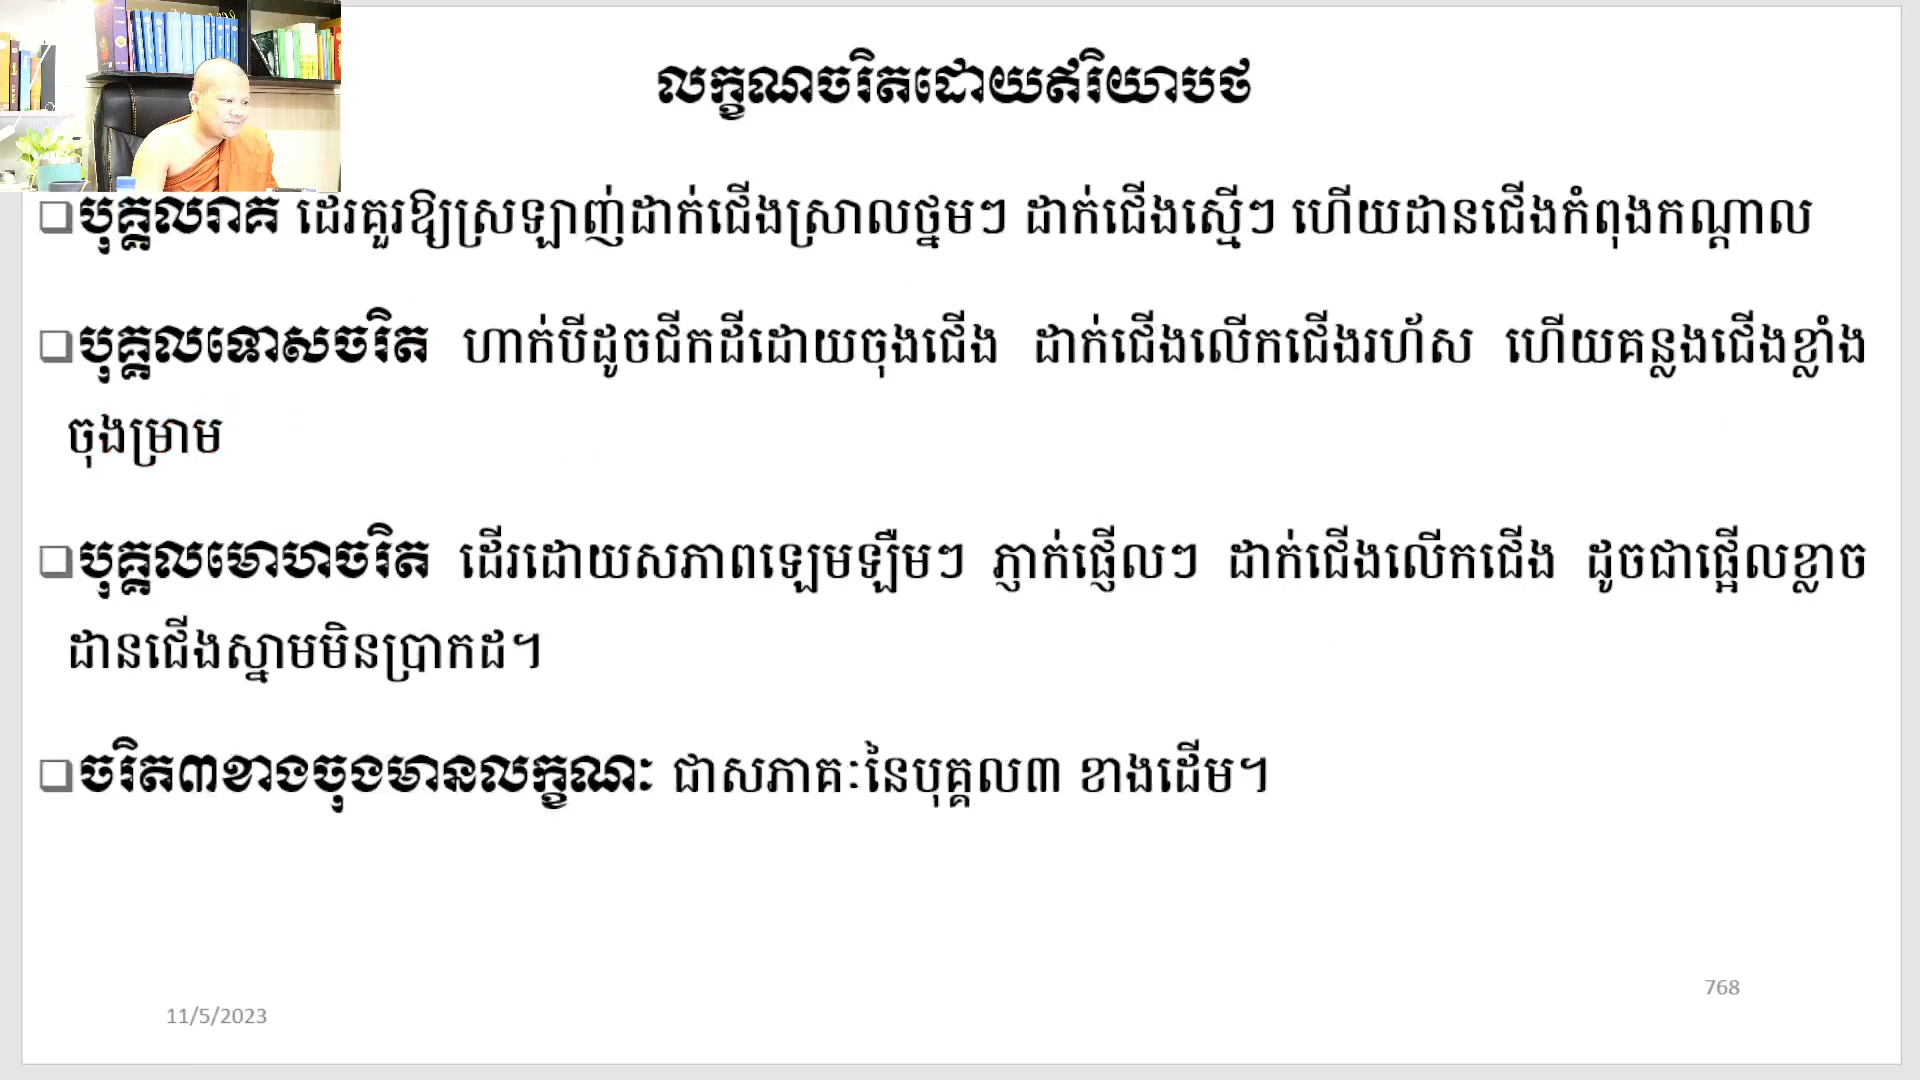 លក្ខណចរិតដោយឥរិយាបថ
បុគ្គលរាគ ដេរគួរឱ្យស្រឡាញ់ដាក់ជើងស្រាលថ្នមៗ ដាក់ជើងស្មើៗ ហើយដានជើងកំពុងកណ្តាល
បុគ្គលទោសចរិត ហាក់បីដូចជីកដីដោយចុងជើង ដាក់ជើងលើកជើងរហ័ស ហើយគន្លងជើងខ្លាំង
ចុងម្រាម
បុគ្គលមោហចរិត ដើរដោយសភាពឡេមឡឺមៗ ភ្ញាក់ផ្ញើលៗ ដាក់ជើងលើកជើង ដូចជាផ្អើលខ្លាច
ដានជើងស្នាមមិនប្រាកដ។
ចរិត៣ខាងចុងមានលក្ខណៈ ជាសភាគៈនៃបុគ្គល៣ ខាងដើម។
768
11/5/2023